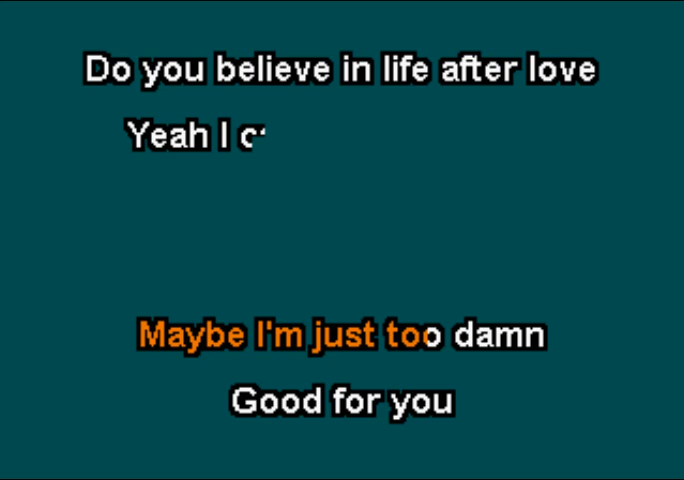 Do you believe in life after love
Yeah I
Maybe I'm just too damn
Good for you